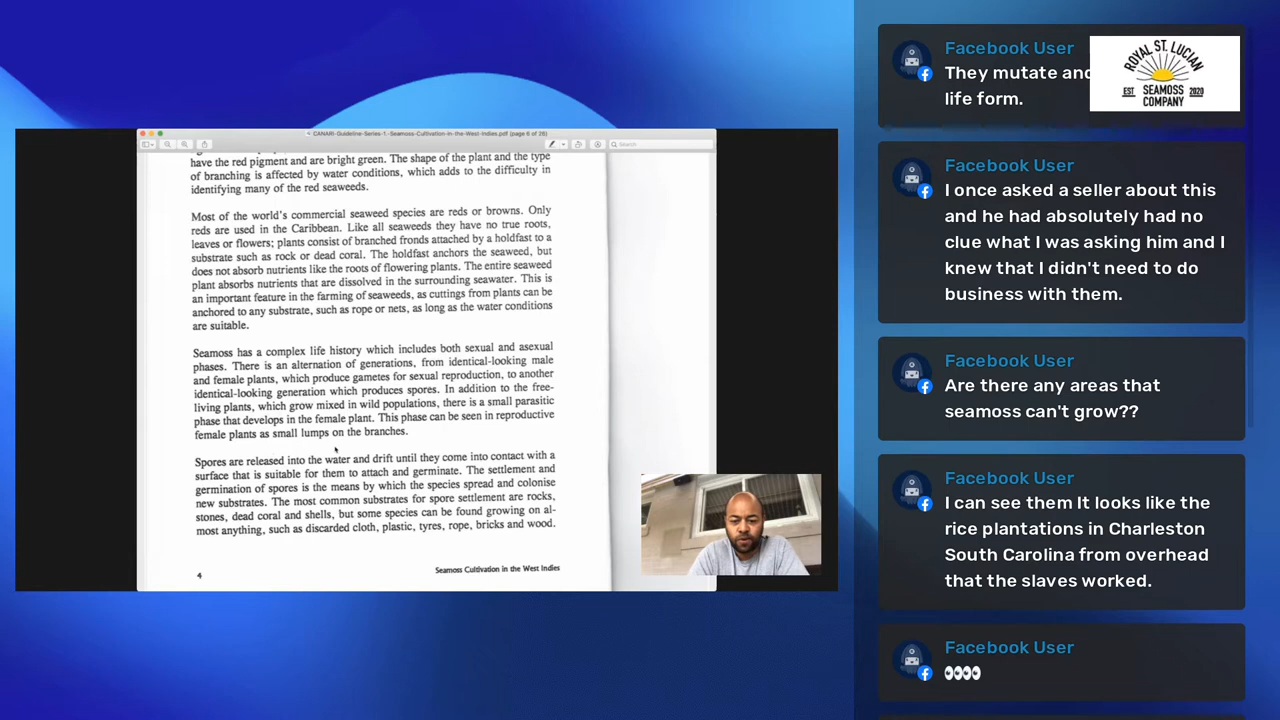 CANARI-Guideline-Series-1.-Seamoss-Cultivation-in-the-West-Indies.pdf (page 6 of 28)
Search
have the red pigment and are bright green. The shape of the plant and the type
of branching is affected by water conditions, which adds to the difficulty in
identifying many of the red seaweeds.
Most of the world's commercial seaweed species are reds or browns. Only
reds are used in the Caribbean. Like all seaweeds they have no true roots,
leaves or flowers; plants consist of branched fronds attached by a holdfast to a
substrate such as rock or dead coral. The holdfast anchors the seaweed, but
does not absorb nutrients like the roots of flowering plants. The entire seaweed
plant absorbs nutrients that are dissolved in the surrounding seawater. This is
an important feature in the farming of seaweeds, as cuttings from plants can be
anchored to any substrate, such as rope or nets, as long as the water conditions
are suitable.
Seamoss has a complex life history which includes both sexual and asexual
phases. There is an alternation of generations, from identical-looking male
and female plants, which produce gametes for sexual reproduction, to another
identical-looking generation which produces spores. In addition to the free-
living plants, which grow mixed in wild populations, there is a small parasitic
phase that develops in the female plant. This phase can be seen in reproductive
female plants as small lumps on the branches.
Spores are released into the water and drift until they come into contact with a
surface that is suitable for them to attach and germinate. The settlement and
germination of spores is the means by which the species spread and colonise
new substrates. The most common substrates for spore settlement are rocks,
stones, dead coral and shells, but some species can be found growing on al-
most anything, such as discarded cloth, plastic, tyres, rope, bricks and wood.
4
Seamoss Cultivation in the West Indies
Facebook User
They mutate and
life form.
ROYAL ST. LUCIAN
EST 2020
SEAMOSS
COMPANY
Facebook User
I once asked a seller about this
and he had absolutely had no
clue what I was asking him and I
knew that I didn't need to do
business with them.
Facebook User
Are there any areas that
seamoss can't grow??
Facebook User
I can see them It looks like the
rice plantations in Charleston
South Carolina from overhead
that the slaves worked.
Facebook User
👀👀